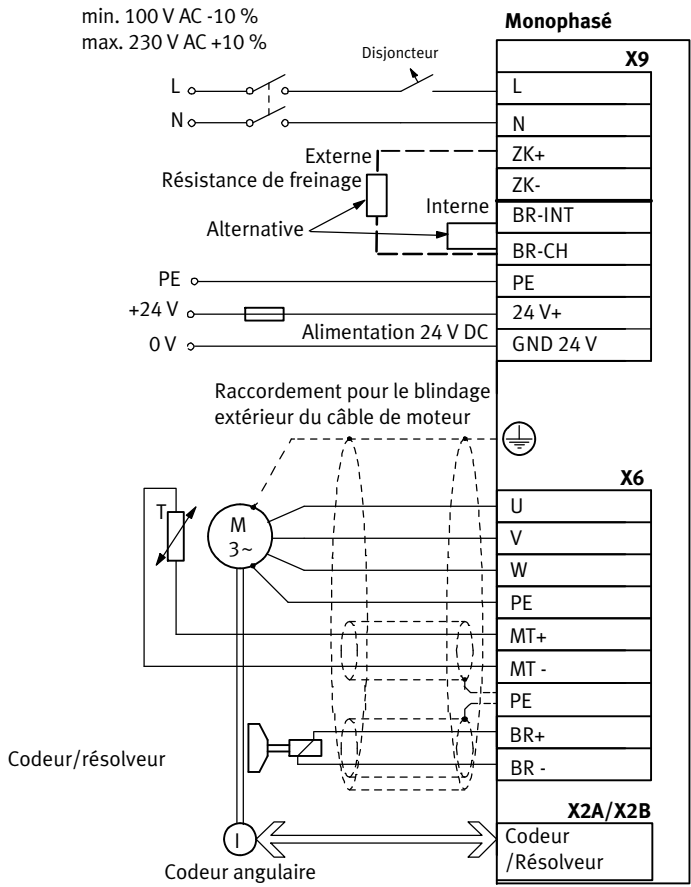 min. 100 V AC -10 %
max. 230 V AC +10 %
Monophasé
Disjoncteur
X9
L
L
N
N
Externe
ZK+
Résistance de freinage
ZK-
Interne
BR-INT
Alternative
BR-CH
PE
PE
+24 V
24 V+
Alimentation 24 V DC
0 V
GND 24 V
Raccordement pour le blindage
extérieur du câble de moteur
X6
T
M
3~
U
V
W
PE
MT+
MT -
PE
BR+
Codeur/résolveur
BR -
X2A/X2B
I
Codeur
/Résolveur
Codeur angulaire